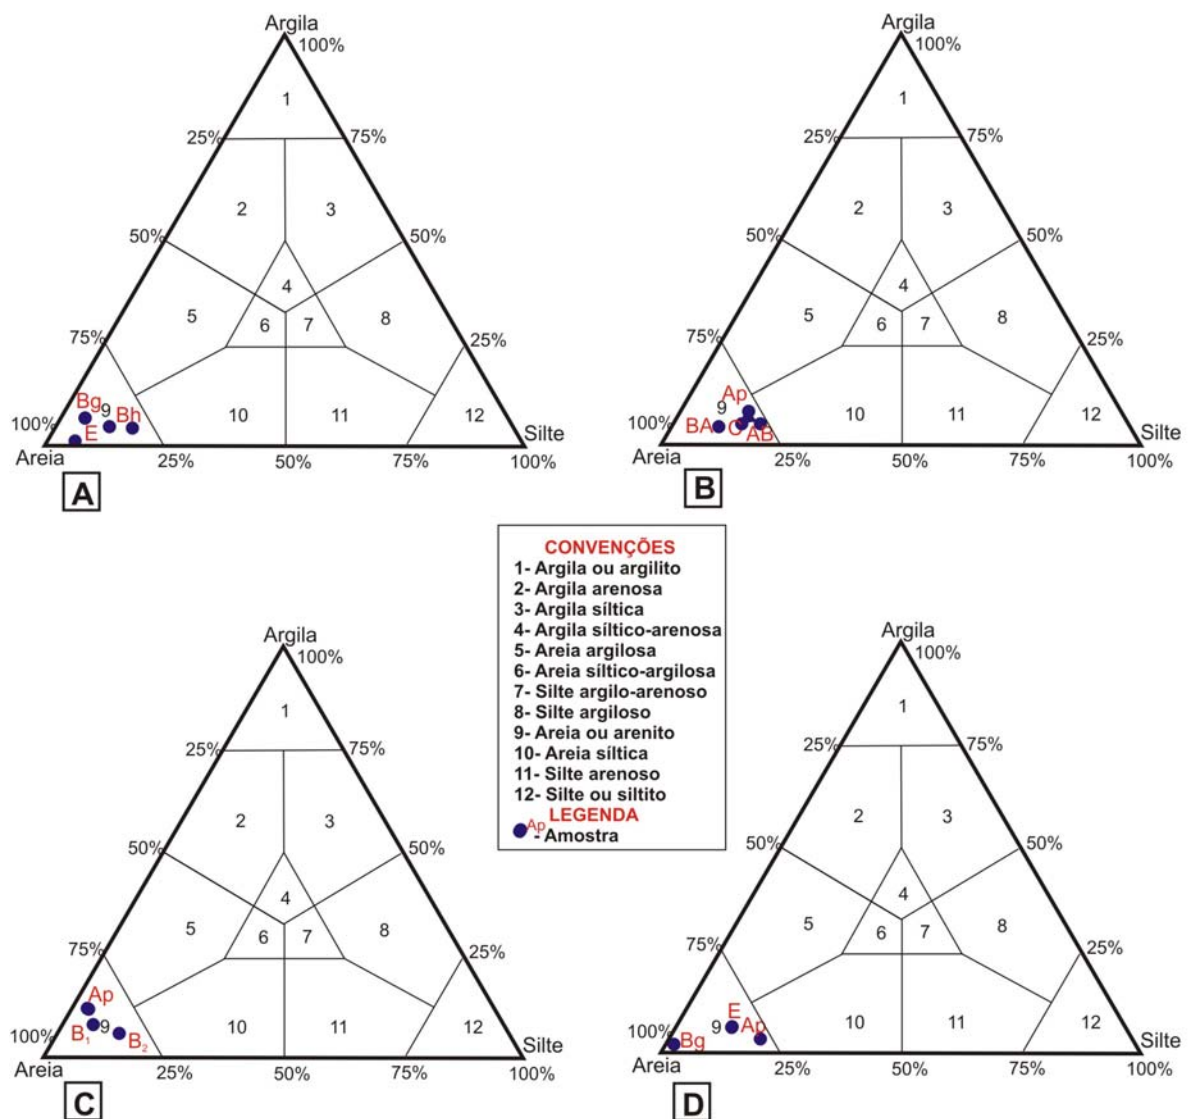 Argila
100%
1
25%
75%
2
3
50%
50%
4
5
6
7
8
75%
25%
Bg
9
Bh
100%
E
10
11
12
Silte
Areia
25%
50%
75%
100%
A
Argila
100%
1
25%
75%
2
3
50%
50%
4
5
6
7
8
75%
25%
Ap
9
100%
BA
C
AB
10
11
12
Silte
Areia
25%
50%
75%
100%
B
CONVENÇÕES
1- Argila ou argilito
2- Argila arenosa
3- Argila síltica
4- Argila síltico-arenosa
5- Areia argilosa
6- Areia síltico-argilosa
7- Silte argilo-arenoso
8- Silte argiloso
9- Areia ou arenito
10- Areia síltica
11- Silte arenoso
12- Silte ou siltito
LEGENDA
Ap
- Amostra
Argila
100%
1
25%
75%
2
3
50%
50%
4
5
6
7
8
75%
25%
Ap
100%
B1
9
B2
10
11
12
Silte
Areia
25%
50%
75%
100%
C
Argila
100%
1
25%
75%
2
3
50%
50%
4
5
6
7
8
75%
25%
E
100%
9
Ap
Bg
10
11
12
Silte
Areia
25%
50%
75%
100%
D